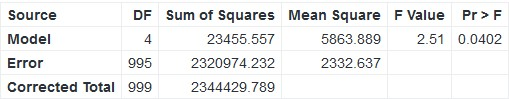 Source DF Sum of Squares Mean Square F Value Pr > F
Model 4 23455.557 5863.889 2.51 0.0402
Error 995 2320974.232 2332.637
Corrected Total 999 2344429.789